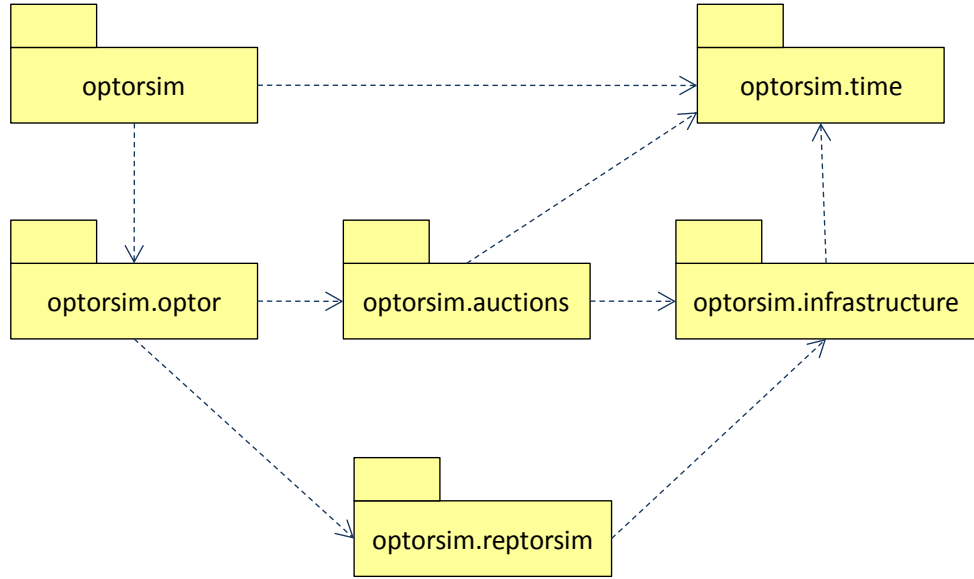 optorsim
optorsim.time
optorsim.optor
optorsim.auctions
optorsim.infrastructure
optorsim.reptorsim